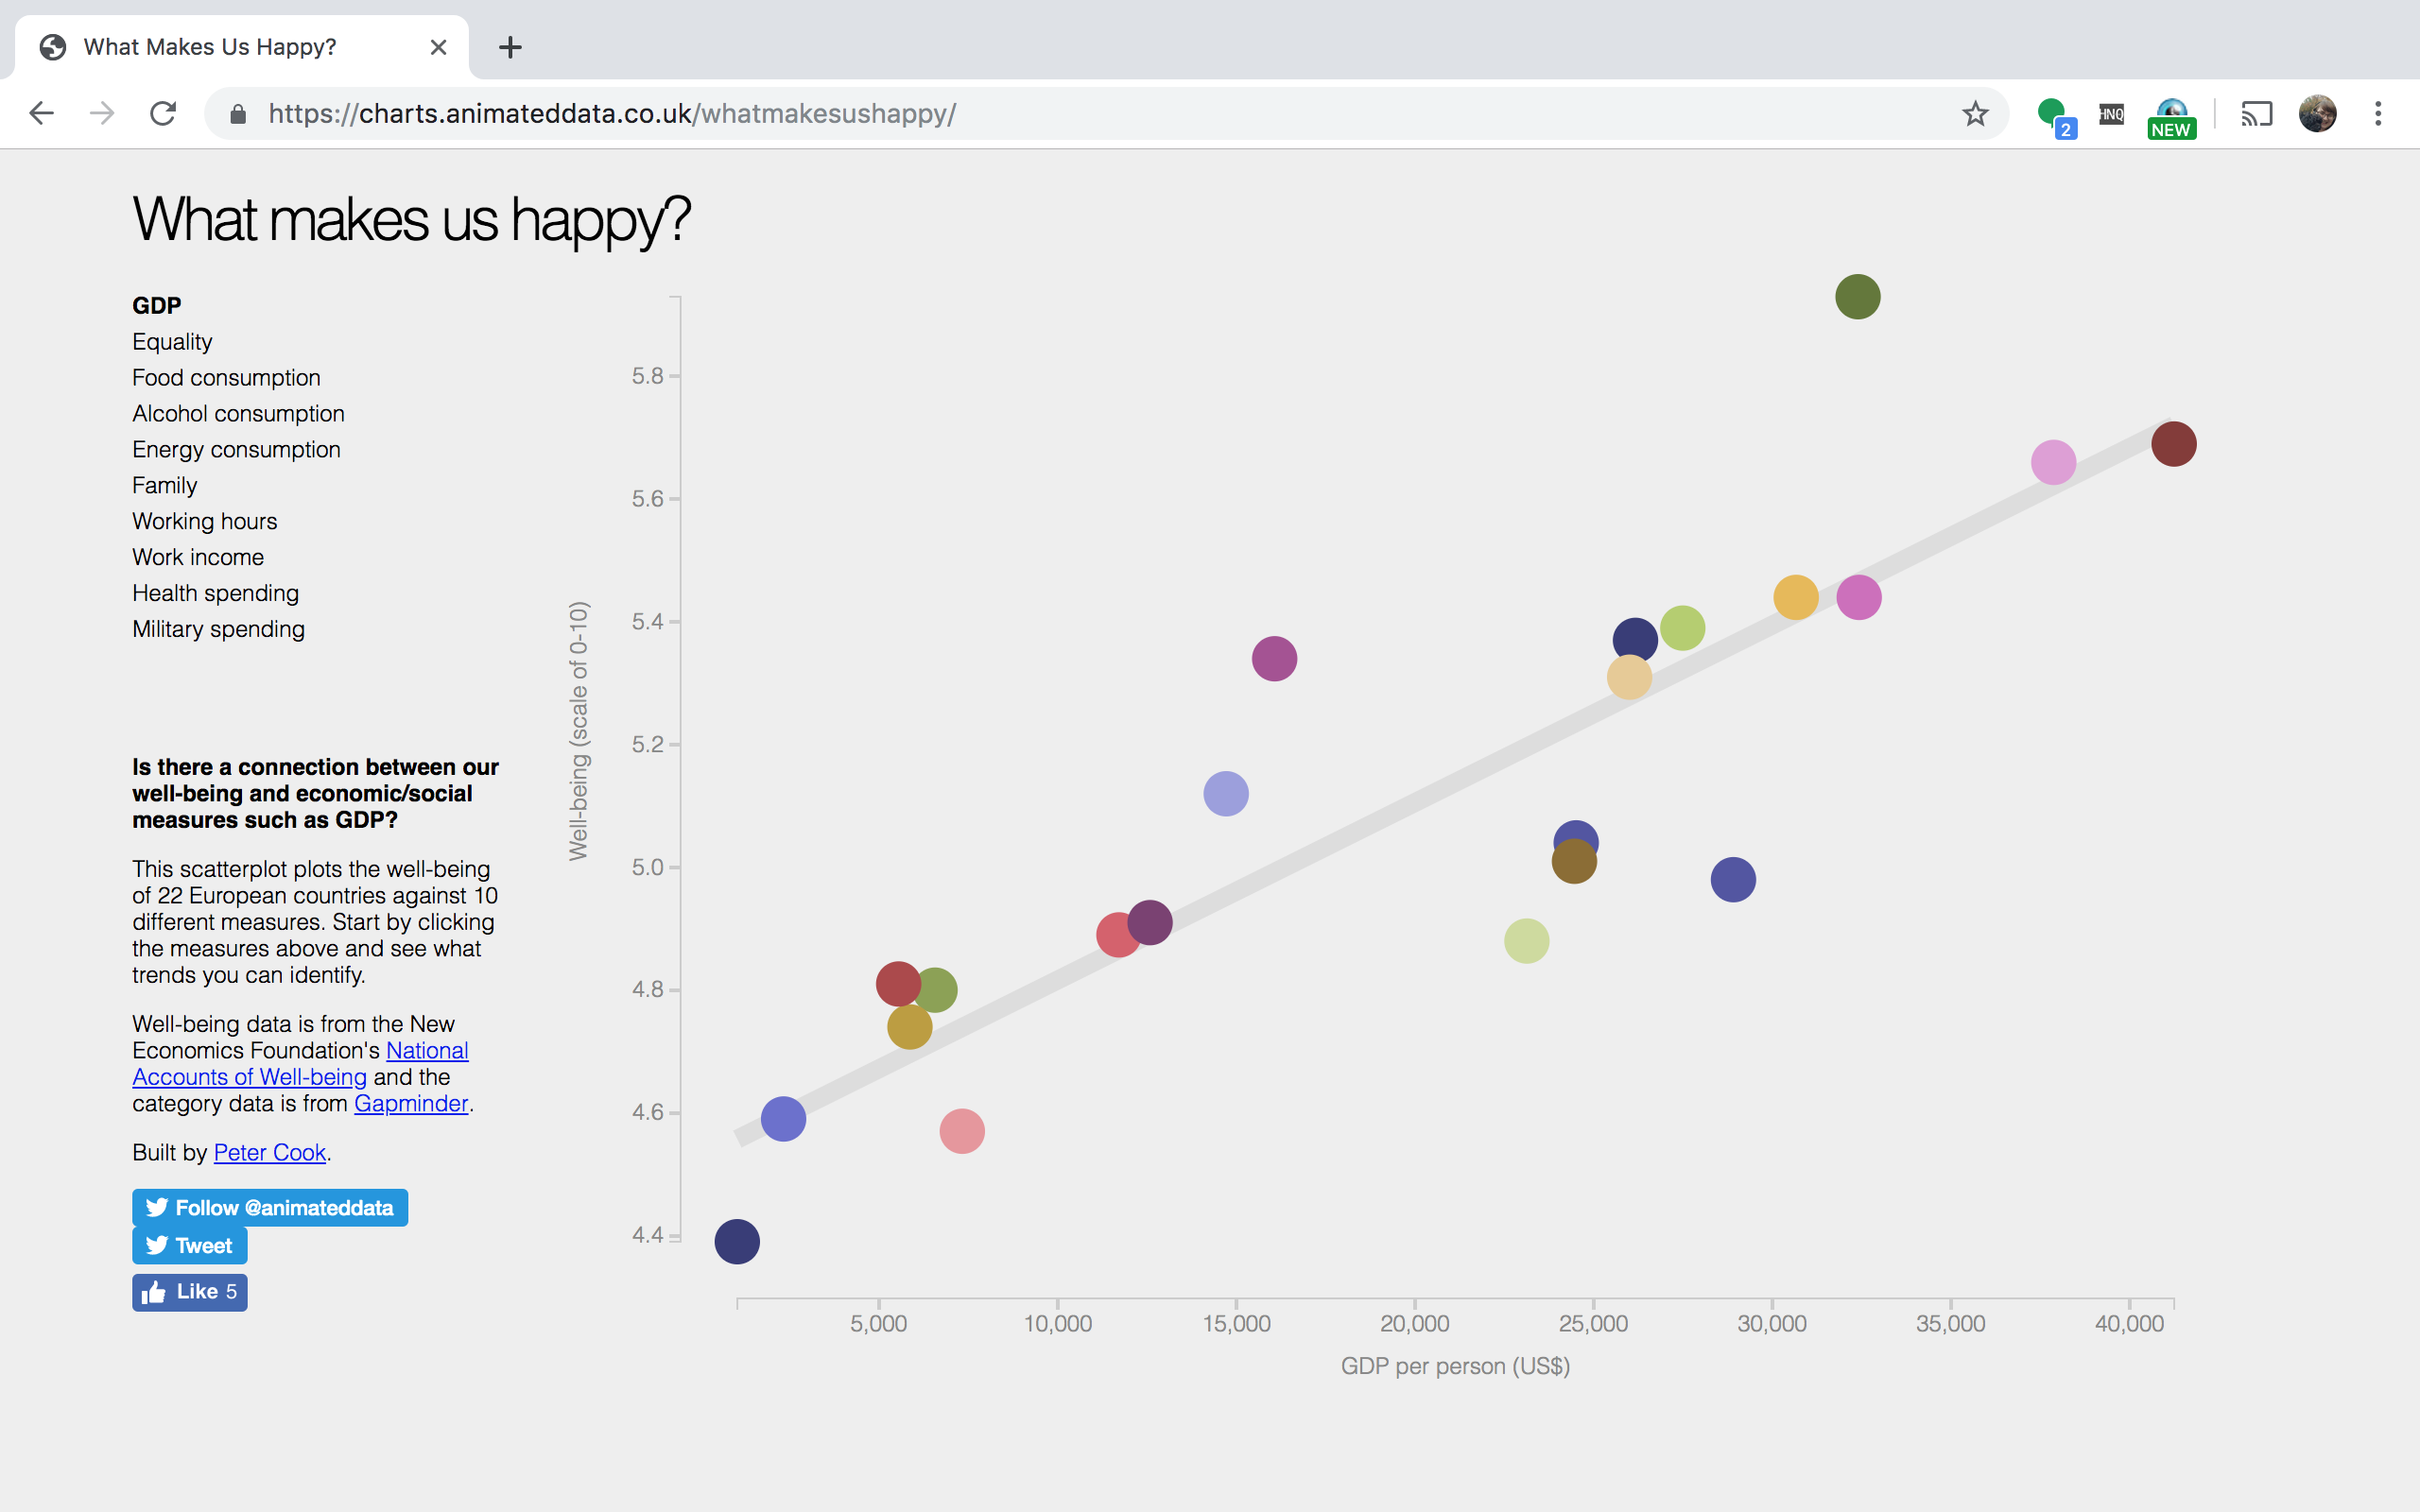 What Makes Us Happy?
https://charts.animateddata.co.uk/whatmakesushappy/
2
HNQ
NEW
What makes us happy?
GDP
Equality
Food consumption
Alcohol consumption
Energy consumption
Family
Working hours
Work income
Health spending
Military spending
Is there a connection between our
well-being and economic/social
measures such as GDP?
This scatterplot plots the well-being
of 22 European countries against 10
different measures. Start by clicking
the measures above and see what
trends you can identify.
Well-being data is from the New
Economics Foundation's National
Accounts of Well-being and the
category data is from Gapminder.
Built by Peter Cook.
Follow @animateddata
Tweet
Like 5
Well-being (scale of 0-10)
5.8
5.6
5.4
5.2
5.0
4.8
4.6
4.4
5,000 10,000 15,000 20,000 25,000 30,000 35,000 40,000
GDP per person (US$)